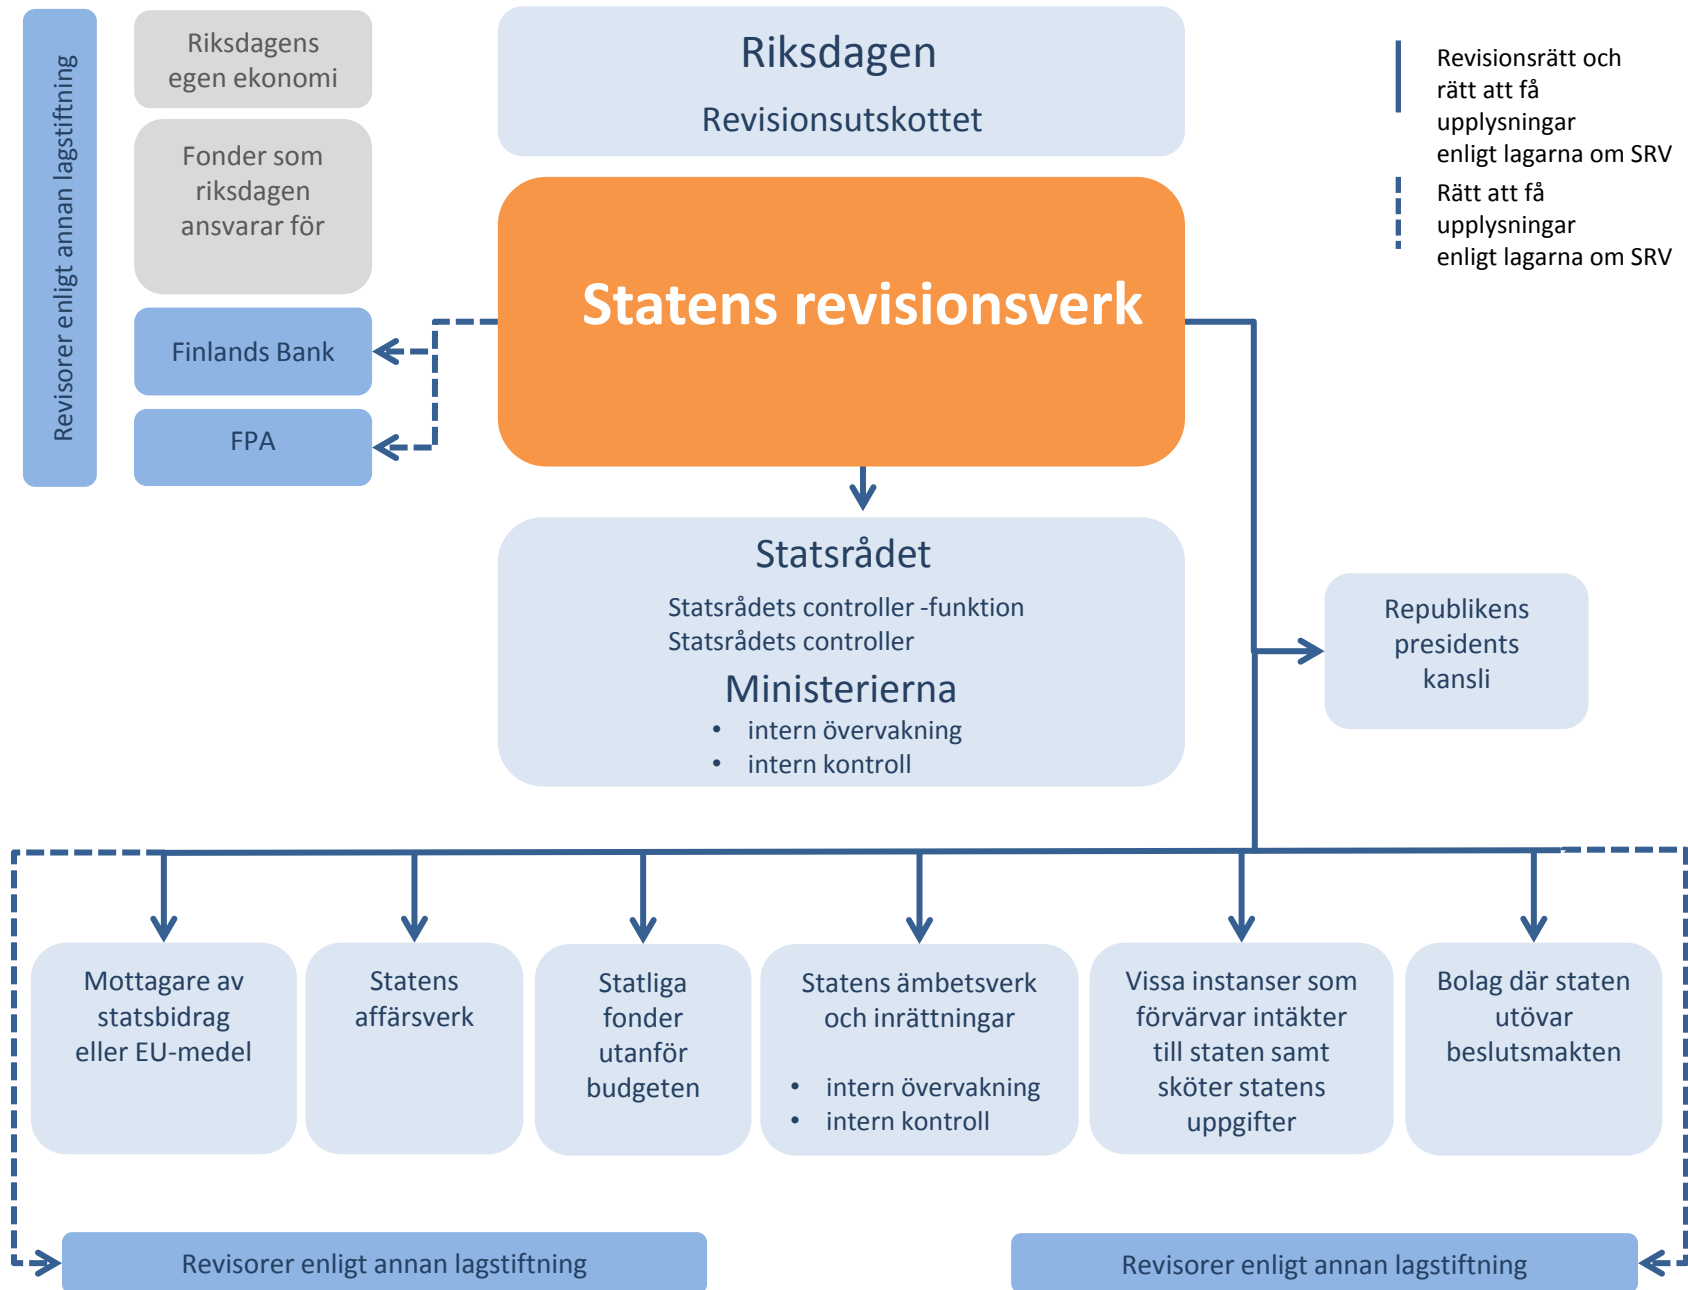 Revisorer enligt annan lagstiftning
Riksdagens
egen ekonomi
Fonder som
riksdagen
ansvarar för
Finlands Bank
FPA
Riksdagen
Revisionsutskottet
Statens revisionsverk
Revisionsrätt och
rätt att få
upplysningar
enligt lagarna om SRV
Rätt att få
upplysningar
enligt lagarna om SRV
Statsrådet
Statsrådets controller -funktion
Statsrådets controller
Ministerierna
• intern övervakning
• intern kontroll
Republikens
presidents
kansli
Mottagare av
statsbidrag
eller EU-medel
Statens
affärsverk
Statliga
fonder
utanför
budgeten
Statens ämbetsverk
och inrättningar
• intern övervakning
• intern kontroll
Vissa instanser som
förvärvar intäkter
till staten samt
sköter statens
uppgifter
Bolag där staten
utövar
beslutsmakten
Revisorer enligt annan lagstiftning
Revisorer enligt annan lagstiftning